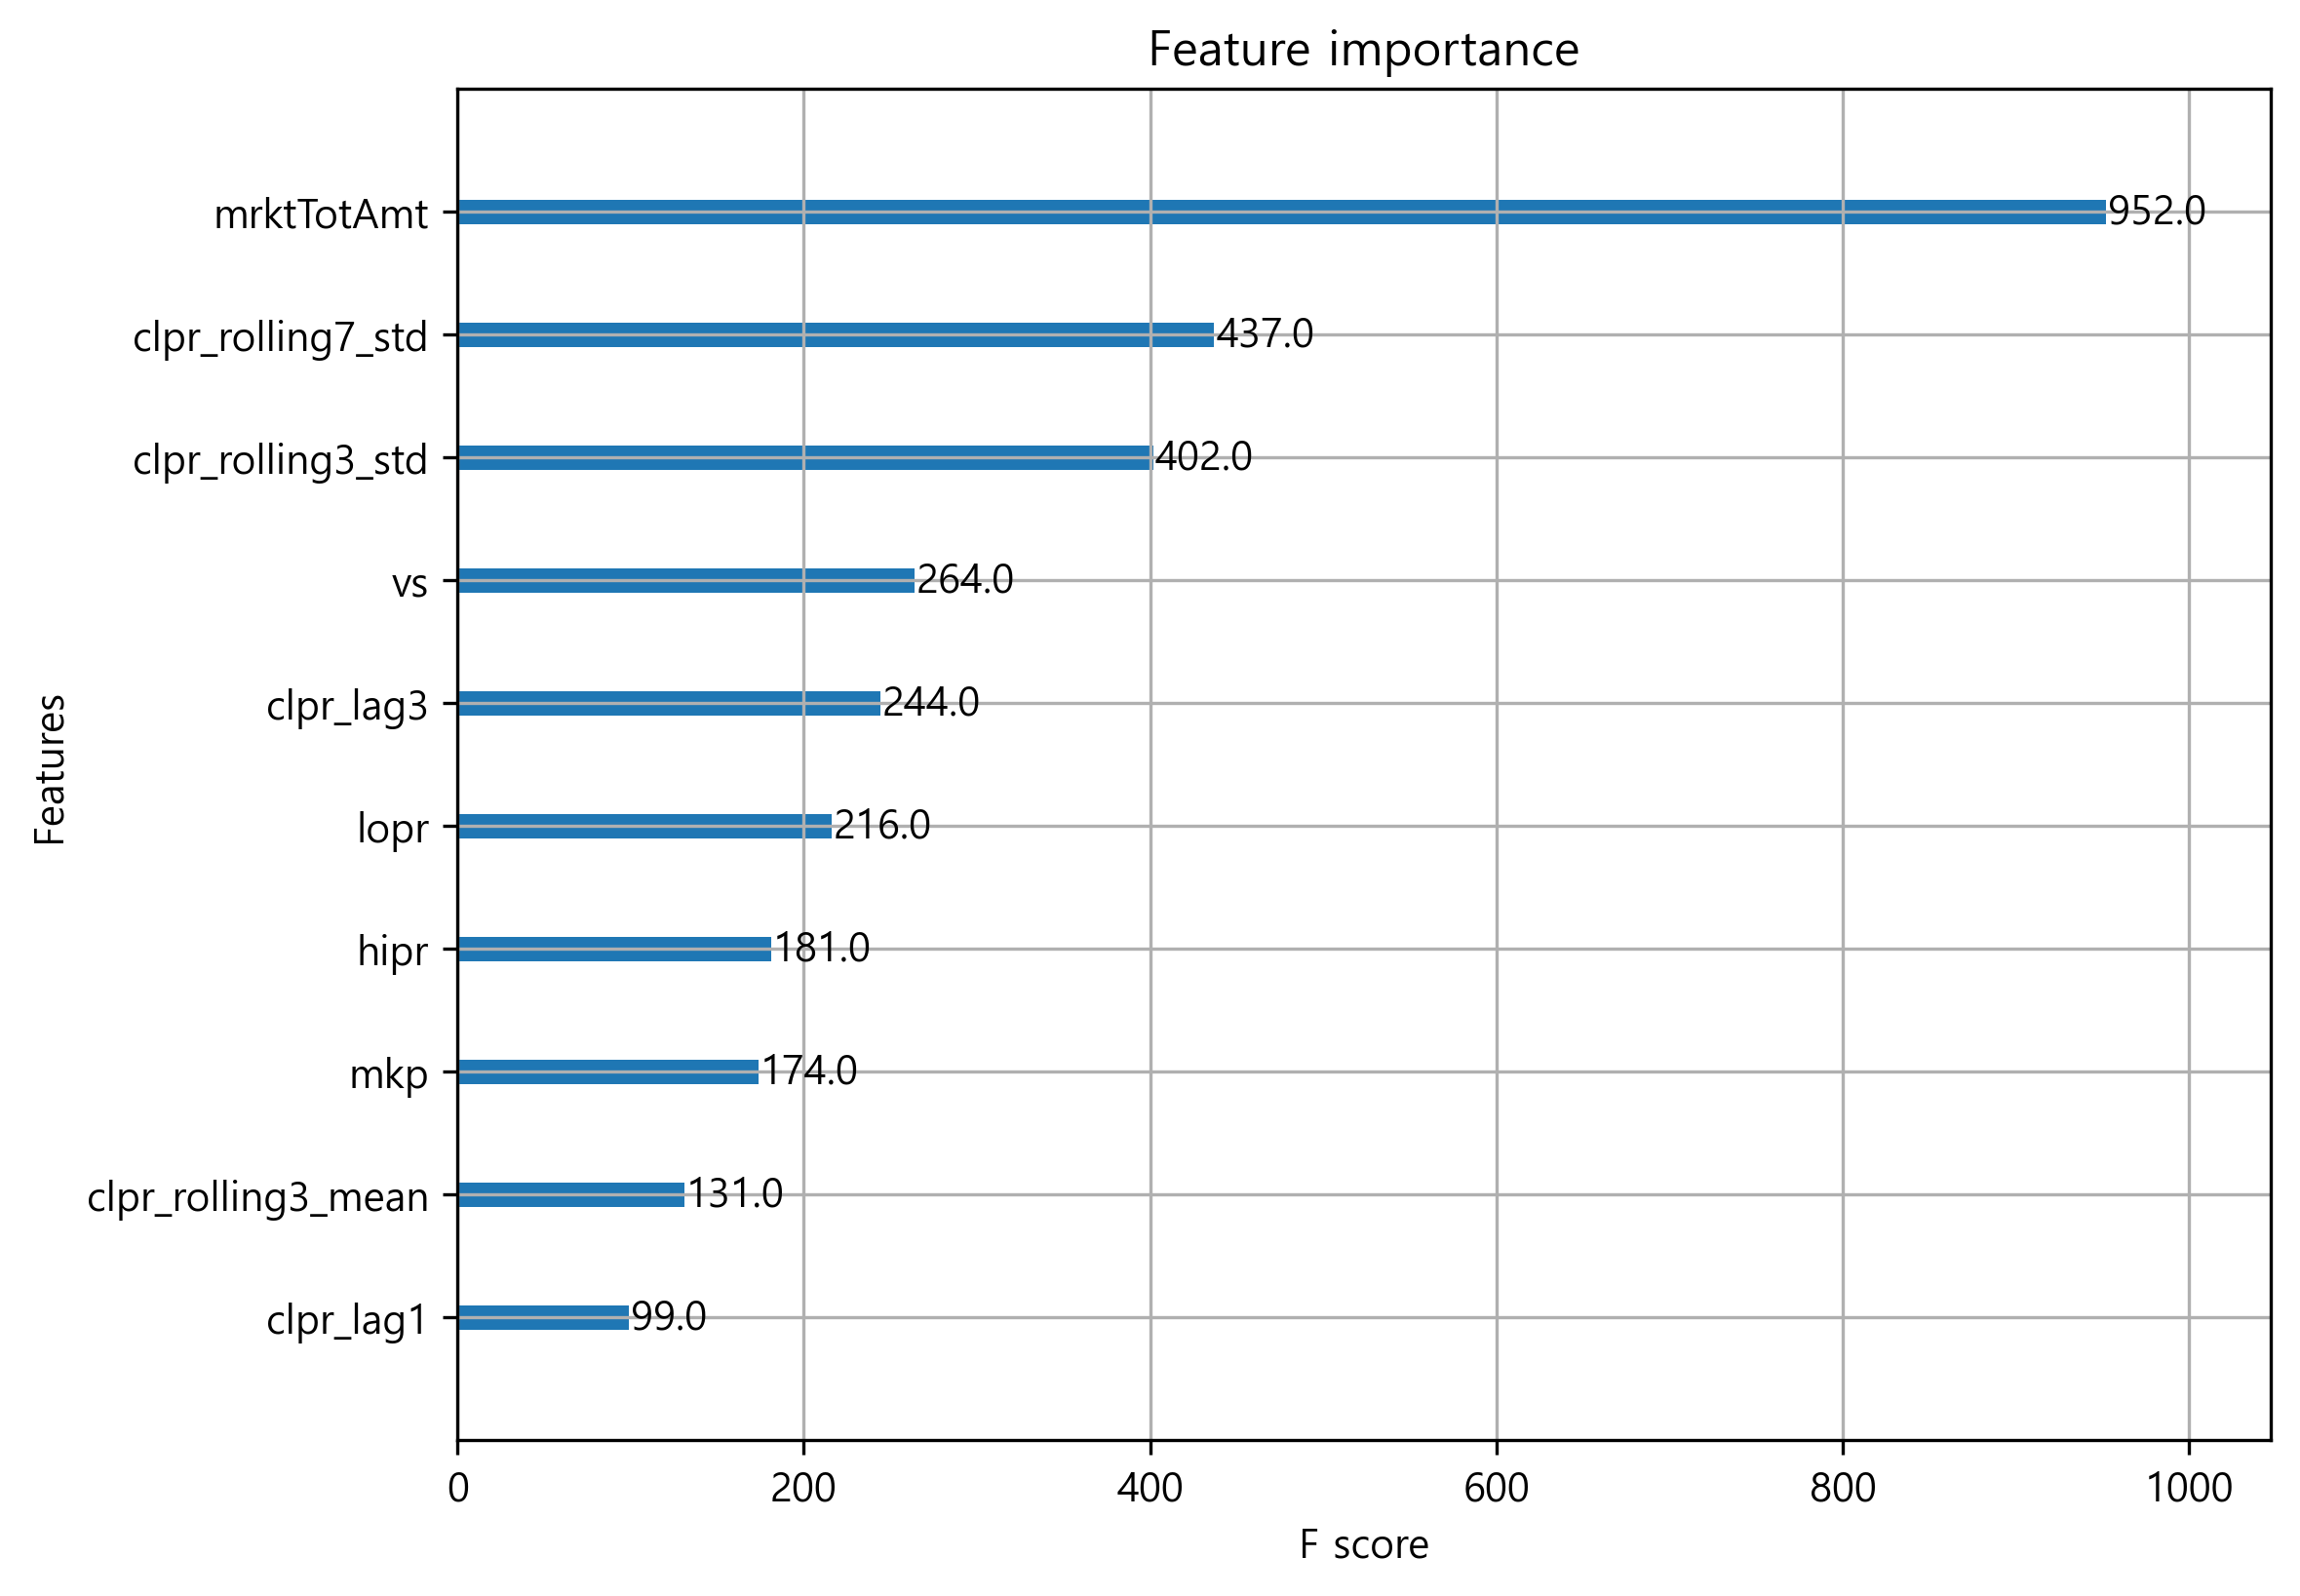 Feature importance
Features
mrktTotAmt 952.0
clpr_rolling7_std 437.0
clpr_rolling3_std 402.0
vs 264.0
clpr_lag3 244.0
lopr 216.0
hipr 181.0
mkp 174.0
clpr_rolling3_mean 131.0
clpr_lag1 99.0
0 200 400 600 800 1000
F score